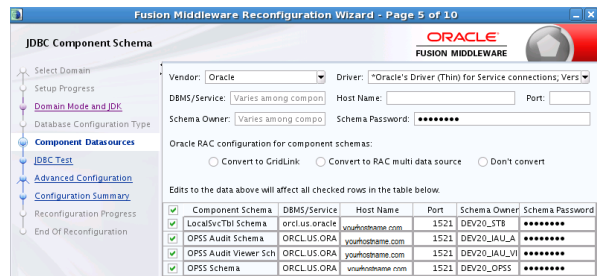 Fusion Middleware Reconfiguration Wizard - Page 5 of 10
JDBC Component Schema
ORACLE
FUSION MIDDLEWARE
Select Domain
Setup Progress
Domain Mode and JDK
Database Configuration Type
Component Datasources
JDBC Test
Advanced Configuration
Configuration Summary
Reconfiguration Progress
End Of Reconfiguration
Vendor: Oracle Driver: *Oracle's Driver (Thin) for Service connections; Vers
DBMS/Service: Varies among compon Host Name: Port:
Schema Owner: Varies among compo Schema Password: ••••••••
Oracle RAC configuration for component schemas:
Convert to GridLink Convert to RAC multi data source Don't convert
Edits to the data above will affect all checked rows in the table below.
Component Schema DBMS/Service Host Name Port Schema Owner Schema Password
LocalSvcTbl Schema orcl.us.oracle yourhostname.com 1521 DEV20_STB ••••••••
OPSS Audit Schema ORCL.US.ORA yourhostname.com 1521 DEV20_IAU_A ••••••••
OPSS Audit Viewer Sch ORCL.US.ORA yourhostname.com 1521 DEV20_IAU_VI ••••••••
OPSS Schema ORCL.US.ORA yourhostname.com 1521 DEV20_OPSS ••••••••